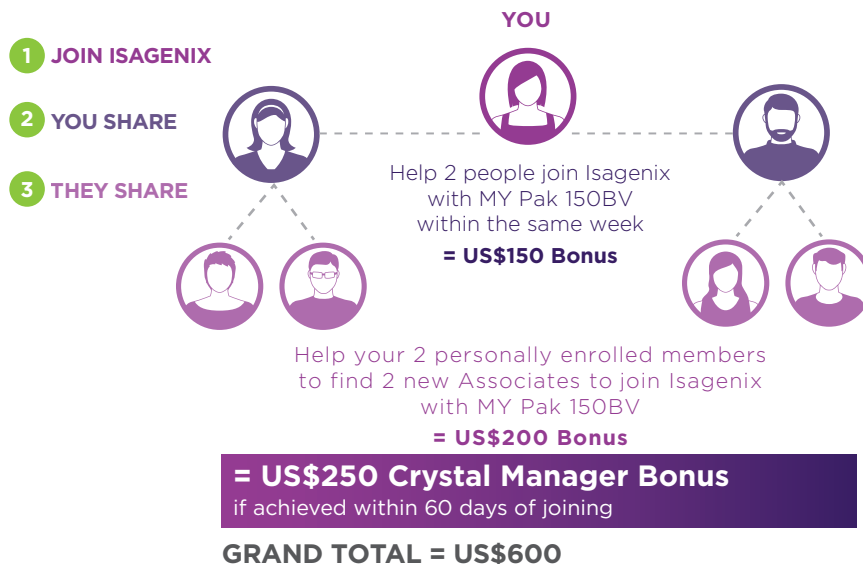 YOU
1 JOIN ISAGENIX
2 YOU SHARE
3 THEY SHARE
Help 2 people join Isagenix
with MY Pak 150BV
within the same week
= US$150 Bonus
Help your 2 personally enrolled members
to find 2 new Associates to join Isagenix
with MY Pak 150BV
= US$200 Bonus
= US$250 Crystal Manager Bonus
if achieved within 60 days of joining
GRAND TOTAL = US$600